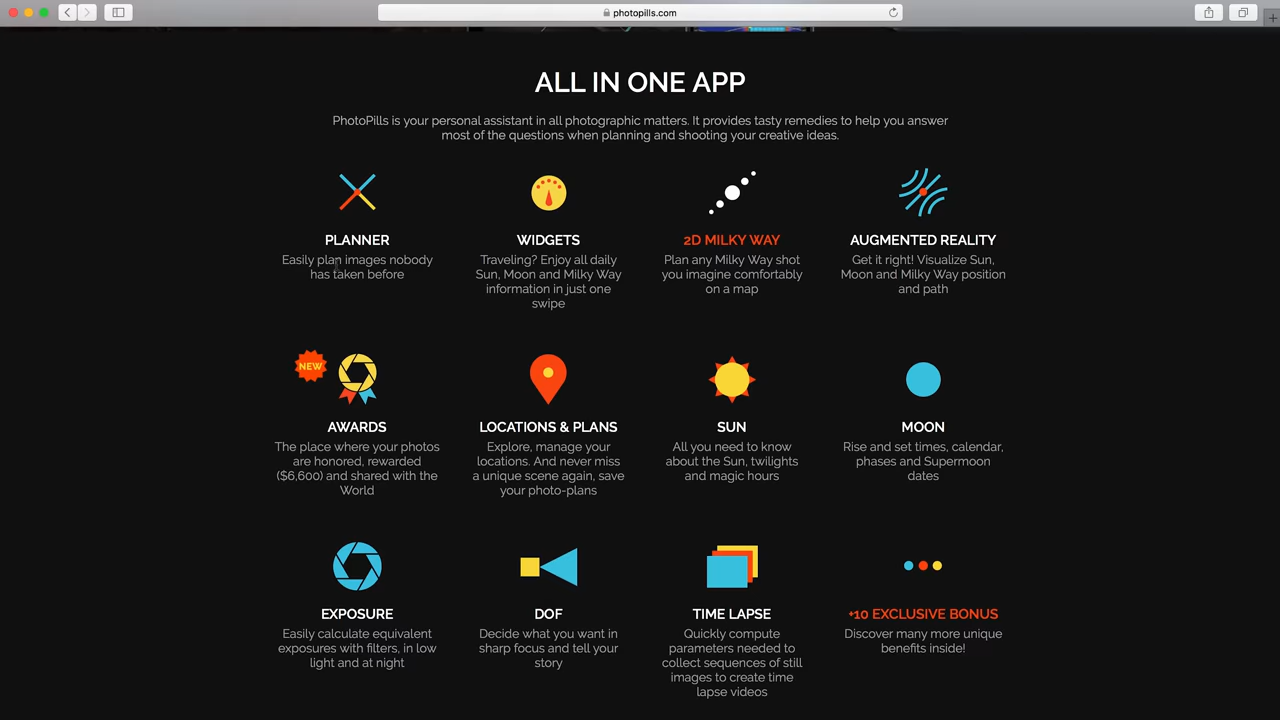 photopills.com
ALL IN ONE APP
PhotoPills is your personal assistant in all photographic matters. It provides tasty remedies to help you answer
most of the questions when planning and shooting your creative ideas.
PLANNER
Easily plan images nobody
has taken before
WIDGETS
Traveling? Enjoy all daily
Sun, Moon and Milky Way
information in just one
swipe
2D MILKY WAY
Plan any Milky Way shot
you imagine comfortably
on a map
AUGMENTED REALITY
Get it right! Visualize Sun,
Moon and Milky Way position
and path
NEW
AWARDS
The place where your photos
are honored, rewarded
($6,600) and shared with the
World
LOCATIONS & PLANS
Explore, manage your
locations. And never miss
a unique scene again, save
your photo-plans
SUN
All you need to know
about the Sun, twilights
and magic hours
MOON
Rise and set times, calendar,
phases and Supermoon
dates
EXPOSURE
Easily calculate equivalent
exposures with filters, in low
light and at night
DOF
Decide what you want in
sharp focus and tell your
story
TIME LAPSE
Quickly compute
parameters needed to
collect sequences of still
images to create time
lapse videos
+10 EXCLUSIVE BONUS
Discover many more unique
benefits inside!